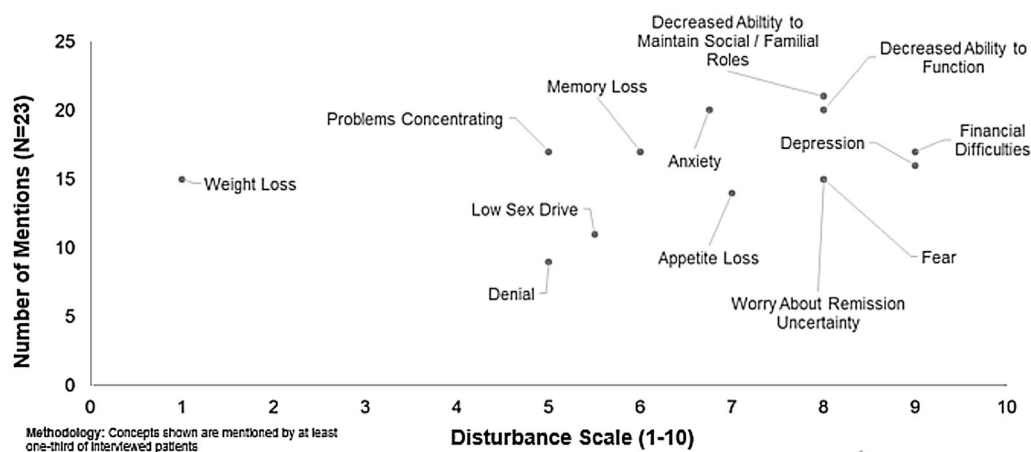 Number of Mentions (N=23)
25
20
15
10
5
0
Weight Loss
Problems Concentrating
Low Sex Drive
Denial
Memory Loss
Anxiety
Appetite Loss
Decreased Abiltity to
Maintain Social / Familial
Roles
Decreased Ability to
Function
Depression
Financial
Difficulties
Fear
Worry About Remission
Uncertainty
0 1 2 3 4 5 6 7 8 9 10
Disturbance Scale (1-10)
Methodology: Concepts shown are mentioned by at least
one-third of interviewed patients